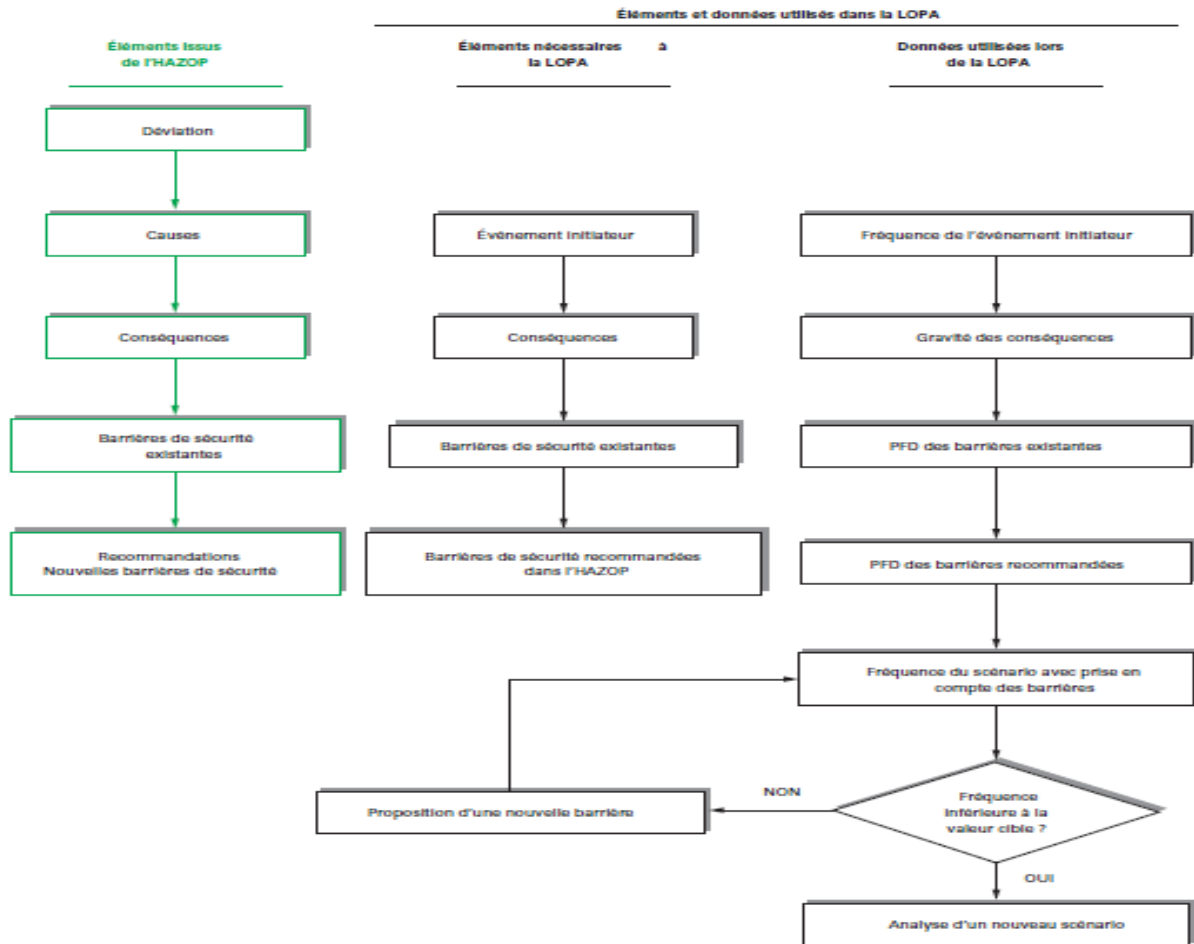 Éléments et données utilisés dans la LOPA
Éléments issus
de l'HAZOP
Éléments nécessaires à
la LOPA
Données utilisées lors
de la LOPA
Déviation
Causes
Événement initiateur
Fréquence de l'événement initiateur
Conséquences
Conséquences
Gravité des conséquences
Barrières de sécurité
existantes
Barrières de sécurité existantes
PFD des barrières existantes
Recommandations
Nouvelles barrières de sécurité
Barrières de sécurité recommandées
dans l'HAZOP
PFD des barrières recommandées
Fréquence du scénario avec prise en
compte des barrières
Proposition d'une nouvelle barrière
NON
Fréquence
inférieure à la
valeur cible ?
OUI
Analyse d'un nouveau scénario